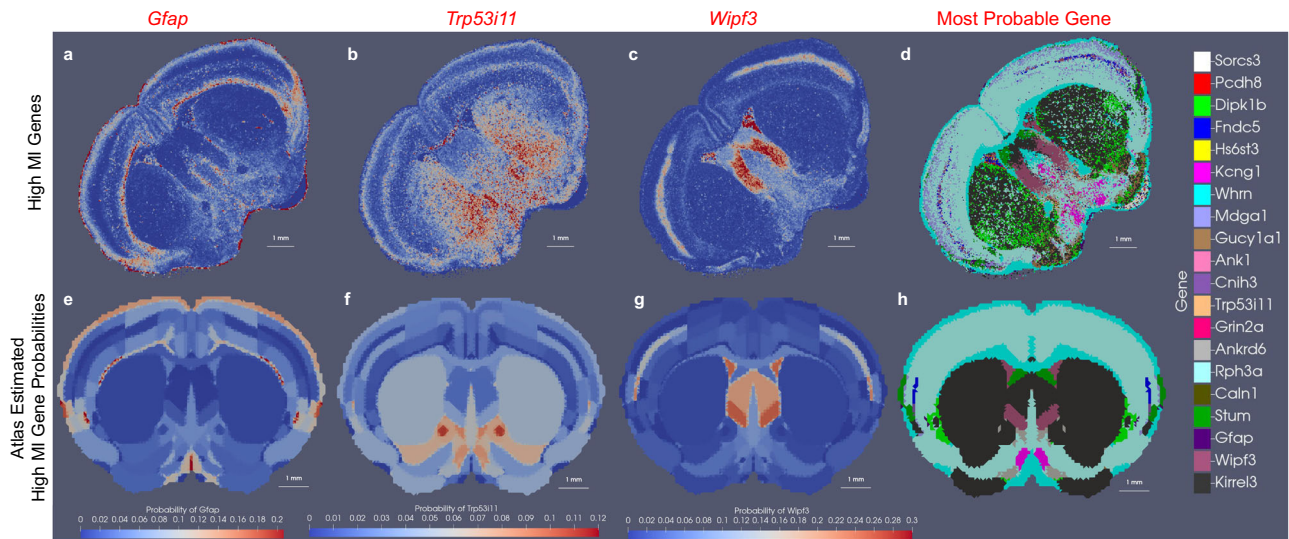 Gfap
Trp53i11
Wipf3
Most Probable Gene
High MI Genes
a
b
c
d
1 mm
1 mm
1 mm
1 mm
Gene
Sorcs3
Pcdh8
Dipk1b
Fndc5
Hs6st3
Kcng1
Whrn
Mdga1
Gucy1a1
Ank1
Cnih3
Trp53i11
Grin2a
Ankrd6
Rph3a
Caln1
Stum
Gfap
Wipf3
Kirrel3
Atlas Estimated
High MI Gene Probabilities
e
f
g
h
1 mm
1 mm
1 mm
1 mm
Probability of Gfap
0 0.02 0.04 0.06 0.08 0.1 0.12 0.14 0.16 0.18 0.2
Probability of Trp53i11
0 0.01 0.02 0.03 0.04 0.05 0.06 0.07 0.08 0.09 0.1 0.11 0.12
Probability of Wipf3
0 0.02 0.04 0.06 0.08 0.1 0.12 0.14 0.16 0.18 0.2 0.22 0.24 0.26 0.28 0.3